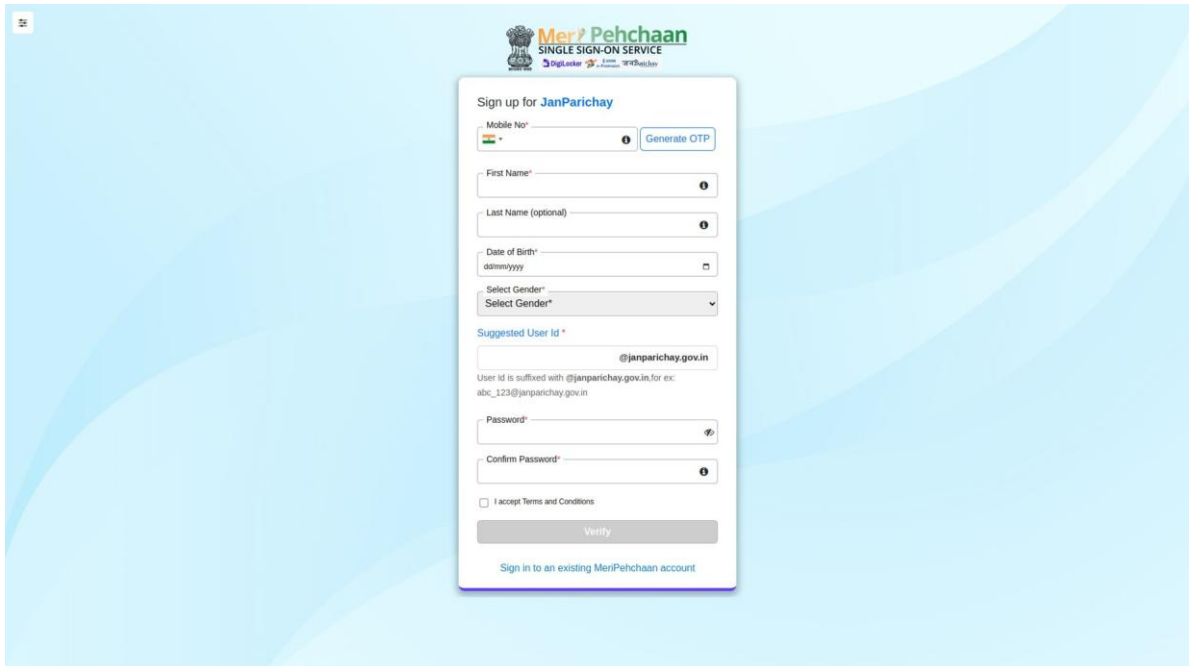 Meri Pehchaan
SINGLE SIGN-ON SERVICE
DigiLocker e-Pramaan जनParichay
Sign up for JanParichay
Mobile No*
Generate OTP
First Name*
Last Name (optional)
Date of Birth*
dd/mm/yyyy
Select Gender*
Select Gender*
Suggested User Id *
@janparichay.gov.in
User Id is suffixed with @janparichay.gov.in,for ex:
abc_123@janparichay.gov.in
Password*
Confirm Password*
I accept Terms and Conditions
Verify
Sign in to an existing MeriPehchaan account